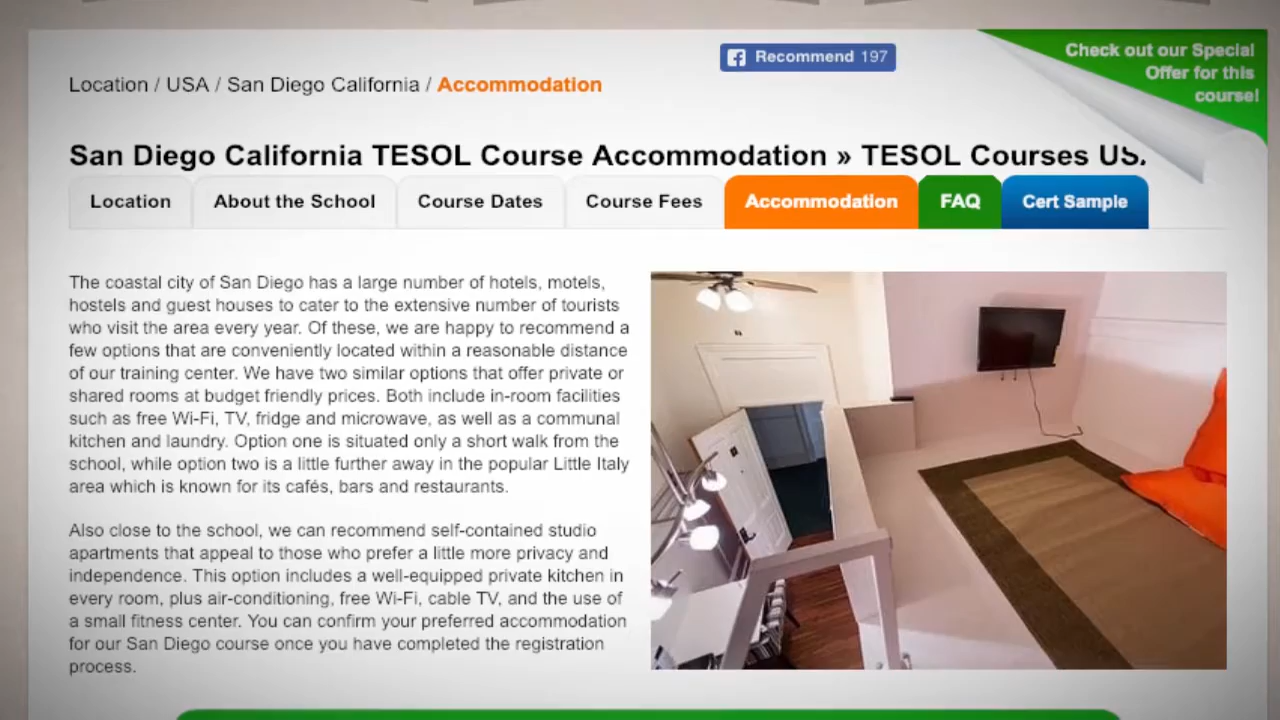 Check out our Special
Offer for this
course!
Recommend 197
Location / USA / San Diego California / Accommodation
San Diego California TESOL Course Accommodation » TESOL Courses
Location
About the School
Course Dates
Course Fees
Accommodation
FAQ
Cert Sample
The coastal city of San Diego has a large number of hotels, motels,
hostels and guest houses to cater to the extensive number of tourists
who visit the area every year. Of these, we are happy to recommend a
few options that are conveniently located within a reasonable distance
of our training center. We have two similar options that offer private or
shared rooms at budget friendly prices. Both include in-room facilities
such as free Wi-Fi, TV, fridge and microwave, as well as a communal
kitchen and laundry. Option one is situated only a short walk from the
school, while option two is a little further away in the popular Little Italy
area which is known for its cafés, bars and restaurants.
Also close to the school, we can recommend self-contained studio
apartments that appeal to those who prefer a little more privacy and
independence. This option includes a well-equipped private kitchen in
every room, plus air-conditioning, free Wi-Fi, cable TV, and the use of
a small fitness center. You can confirm your preferred accommodation
for our San Diego course once you have completed the registration
process.